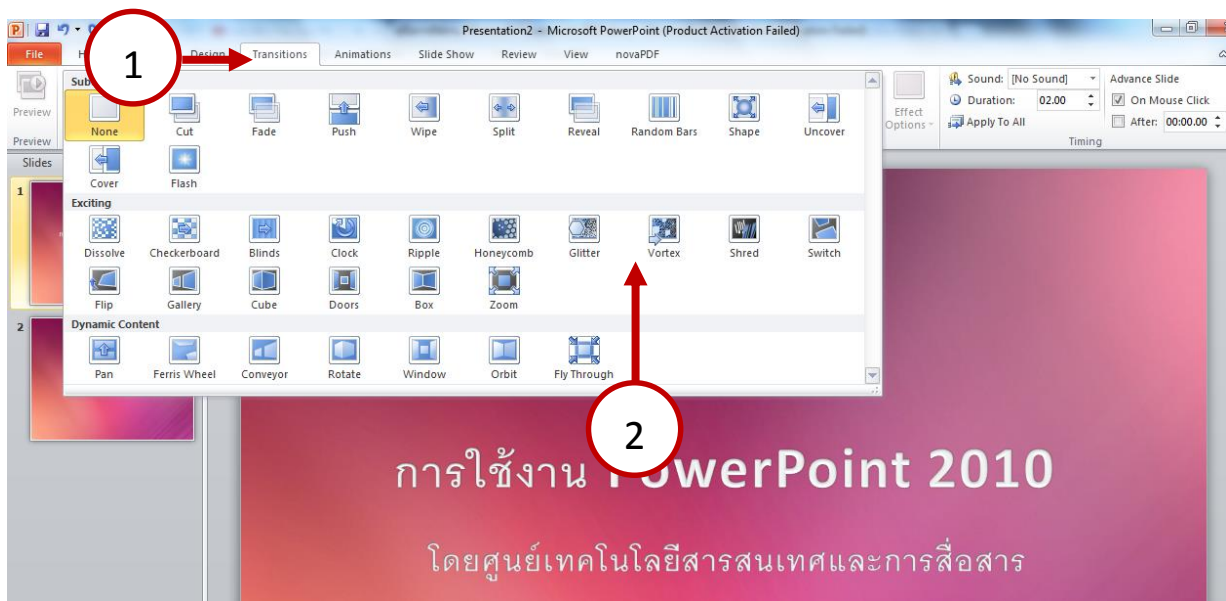 Presentation2 - Microsoft PowerPoint (Product Activation Failed)
File Design Transitions Animations Slide Show Review View novaPDF
1
Preview
Preview
None Cut Fade Push Wipe Split Reveal Random Bars Shape Uncover
Cover Flash
Exciting
Dissolve Checkerboard Blinds Clock Ripple Honeycomb Glitter Vortex Shred Switch
Flip Gallery Cube Doors Box Zoom
Dynamic Content
Pan Ferris Wheel Conveyor Rotate Window Orbit Fly Through
Effect Options
Sound: [No Sound]
Duration: 02.00
Apply To All
Advance Slide
On Mouse Click
After: 00:00.00
Timing
Slides
1
2
2
การใช้งาน PowerPoint 2010
โดยศูนย์เทคโนโลยีสารสนเทศและการสื่อสาร